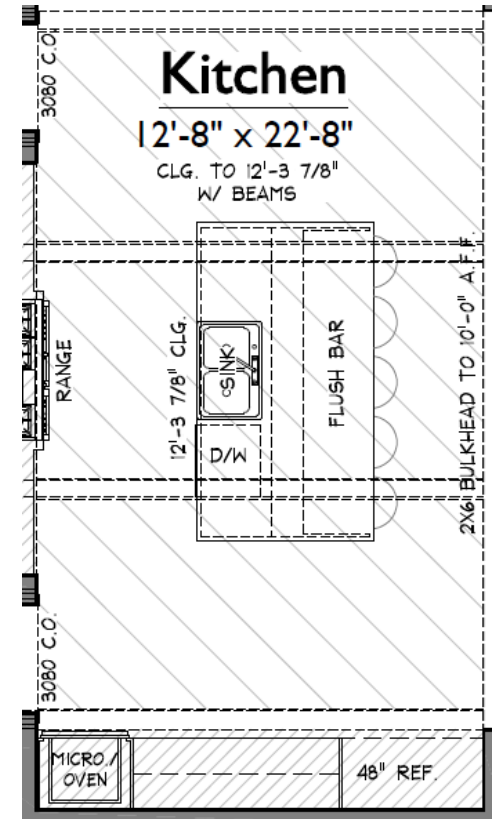 3080 C.O.
Kitchen
12'-8" x 22'-8"
CLG. TO 12'-3 7/8"
W/ BEAMS
RANGE
12'-3 7/8" CLG.
SINK
D/W
FLUSH BAR
2X6 BULKHEAD TO 10'-0" A.F.F.
3080 C.O.
MICRO./
OVEN
48" REF.